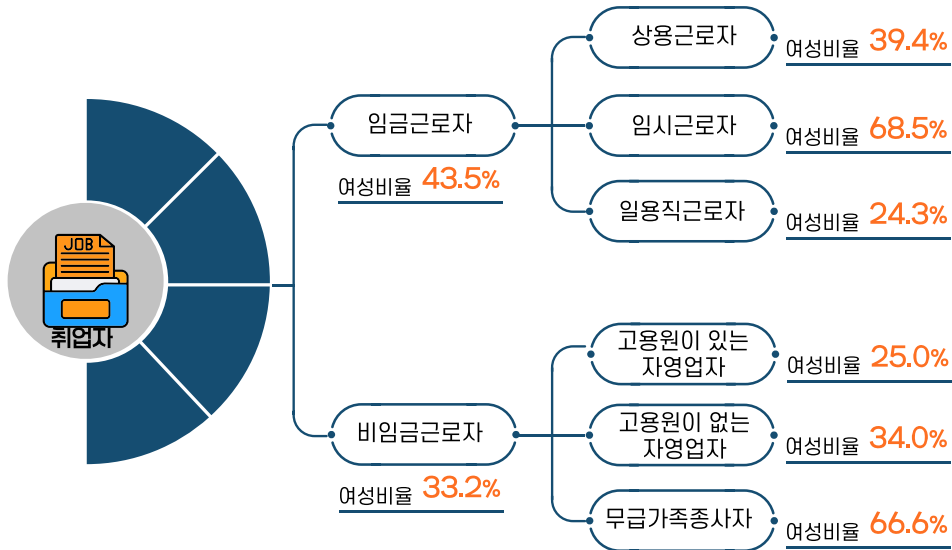 JOB
취업자
임금근로자
여성비율 43.5%
상용근로자
여성비율 39.4%
임시근로자
여성비율 68.5%
일용직근로자
여성비율 24.3%
비임금근로자
여성비율 33.2%
고용원이 있는
자영업자
여성비율 25.0%
고용원이 없는
자영업자
여성비율 34.0%
무급가족종사자
여성비율 66.6%